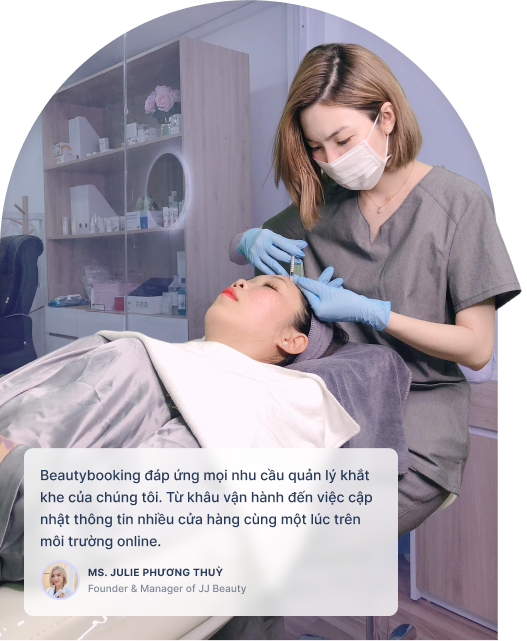 Beautybooking đáp ứng mọi nhu cầu quản lý khắt
khe của chúng tôi. Từ khâu vận hành đến việc cập
nhật thông tin nhiều cửa hàng cùng một lúc trên
môi trường online.
MS. JULIE PHƯƠNG THUỲ
Founder & Manager of JJ Beauty